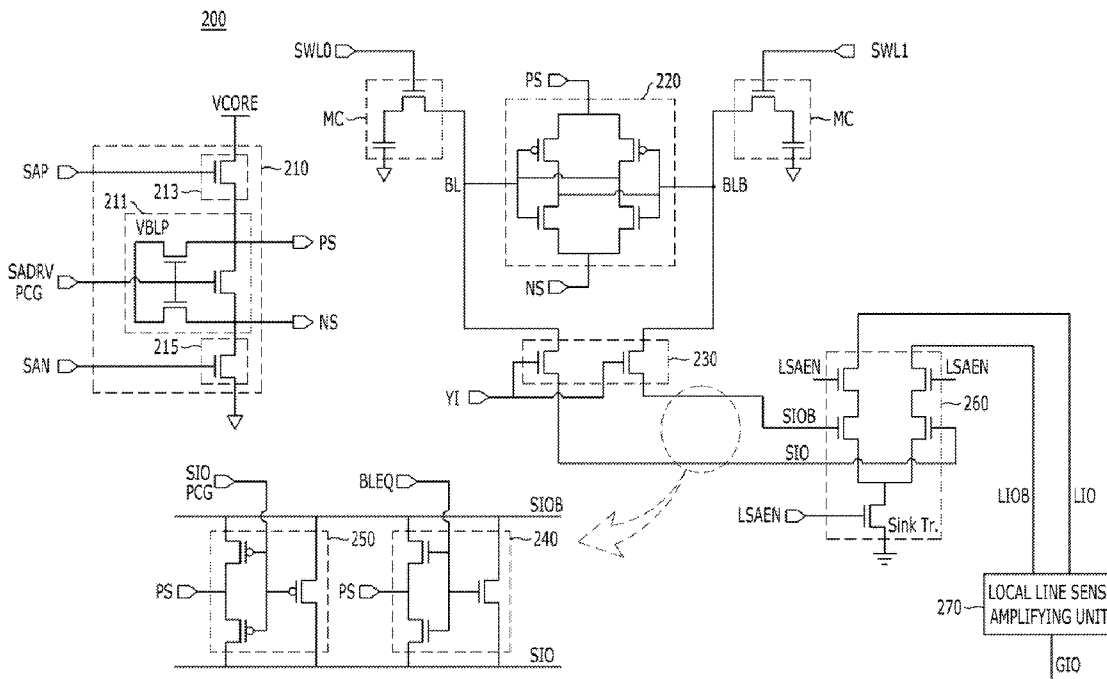 200
SWL0
SWL1
PS
220
VCORE
MC
MC
SAP
213
210
BL
BLB
211
VBLP
PS
SADRV
PCG
NS
NS
215
SAN
230
LSAEN
LSAEN
YI
SIOB
260
SIO
SIO
PCG
BLEQ
SIOB
LIOB
LIO
LSAEN
Sink Tr.
250
240
PS
PS
270
LOCAL LINE SENS
AMPLIFYING UNIT
SIO
GIO